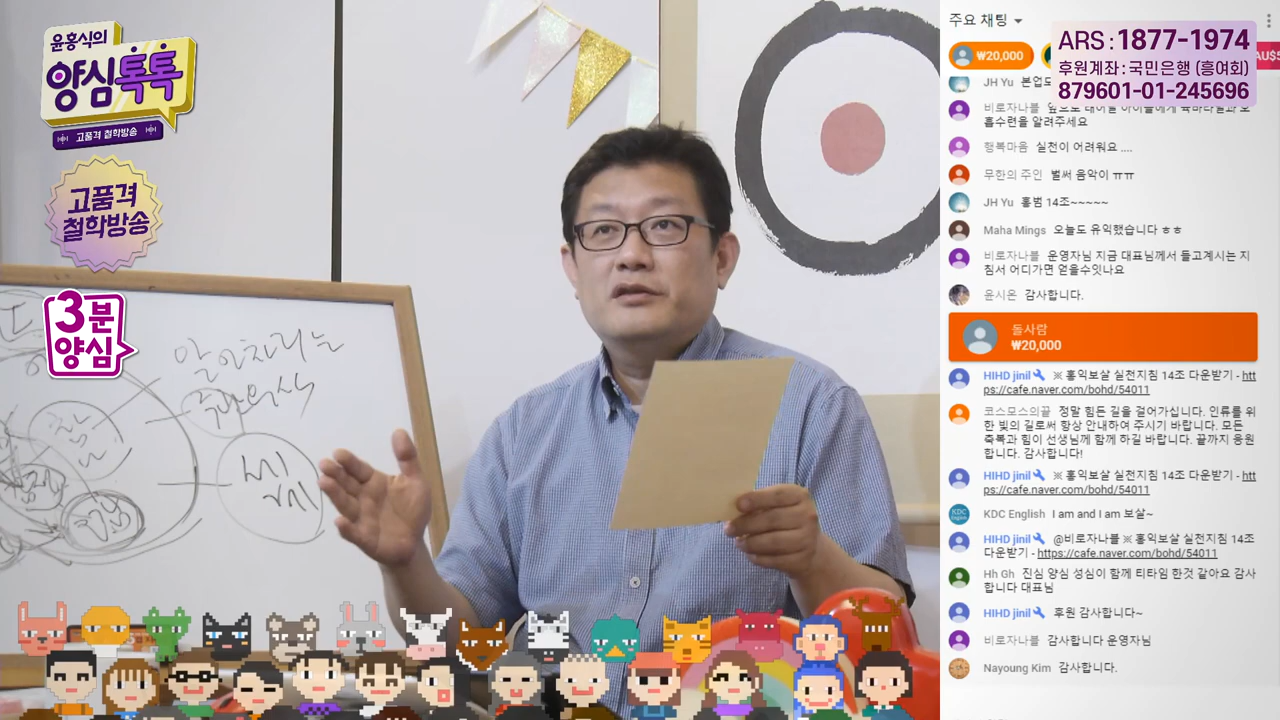 윤홍식의
양심톡톡
고품격 철학방송
고품격
철학방송
3분
양심
알아차리는
참
에고
주요 채팅
₩20,000
ARS : 1877-1974
후원계좌 : 국민은행 (흥여회)
879601-01-245696
JH Yu 본업도
비로자나불
흡수련을 알려주세요
행복마음 실천이 어려워요 ....
무한의 주인 벌써 음악이 ㅠㅠ
JH Yu 홍범 14조~~~~~
Maha Mings 오늘도 유익했습니다 ㅎㅎ
비로자나불 운영자님 지금 대표님께서 들고계시는 지
침서 어디가면 얻을수잇나요
윤시온 감사합니다.
돌사람
₩20,000
HIHD jinil ※ 홍익보살 실천지침 14조 다운받기 - htt
ps://cafe.naver.com/bohd/54011
코스모스의끝 정말 힘든 길을 걸어가십니다. 인류를 위
한 빛의 길로써 항상 안내하여 주시기 바랍니다. 모든
축복과 힘이 선생님께 함께 하길 바랍니다. 끝까지 응원
합니다. 감사합니다!
HIHD jinil ※ 홍익보살 실천지침 14조 다운받기 - htt
ps://cafe.naver.com/bohd/54011
KDC English I am and I am 보살~
HIHD jinil @비로자나불 ※ 홍익보살 실천지침 14조
다운받기 - https://cafe.naver.com/bohd/54011
Hh Gh 진심 양심 성심이 함께 티타임 한것 같아요 감사
합니다 대표님
HIHD jinil 후원 감사합니다~
비로자나불 감사합니다 운영자님
Nayoung Kim 감사합니다.